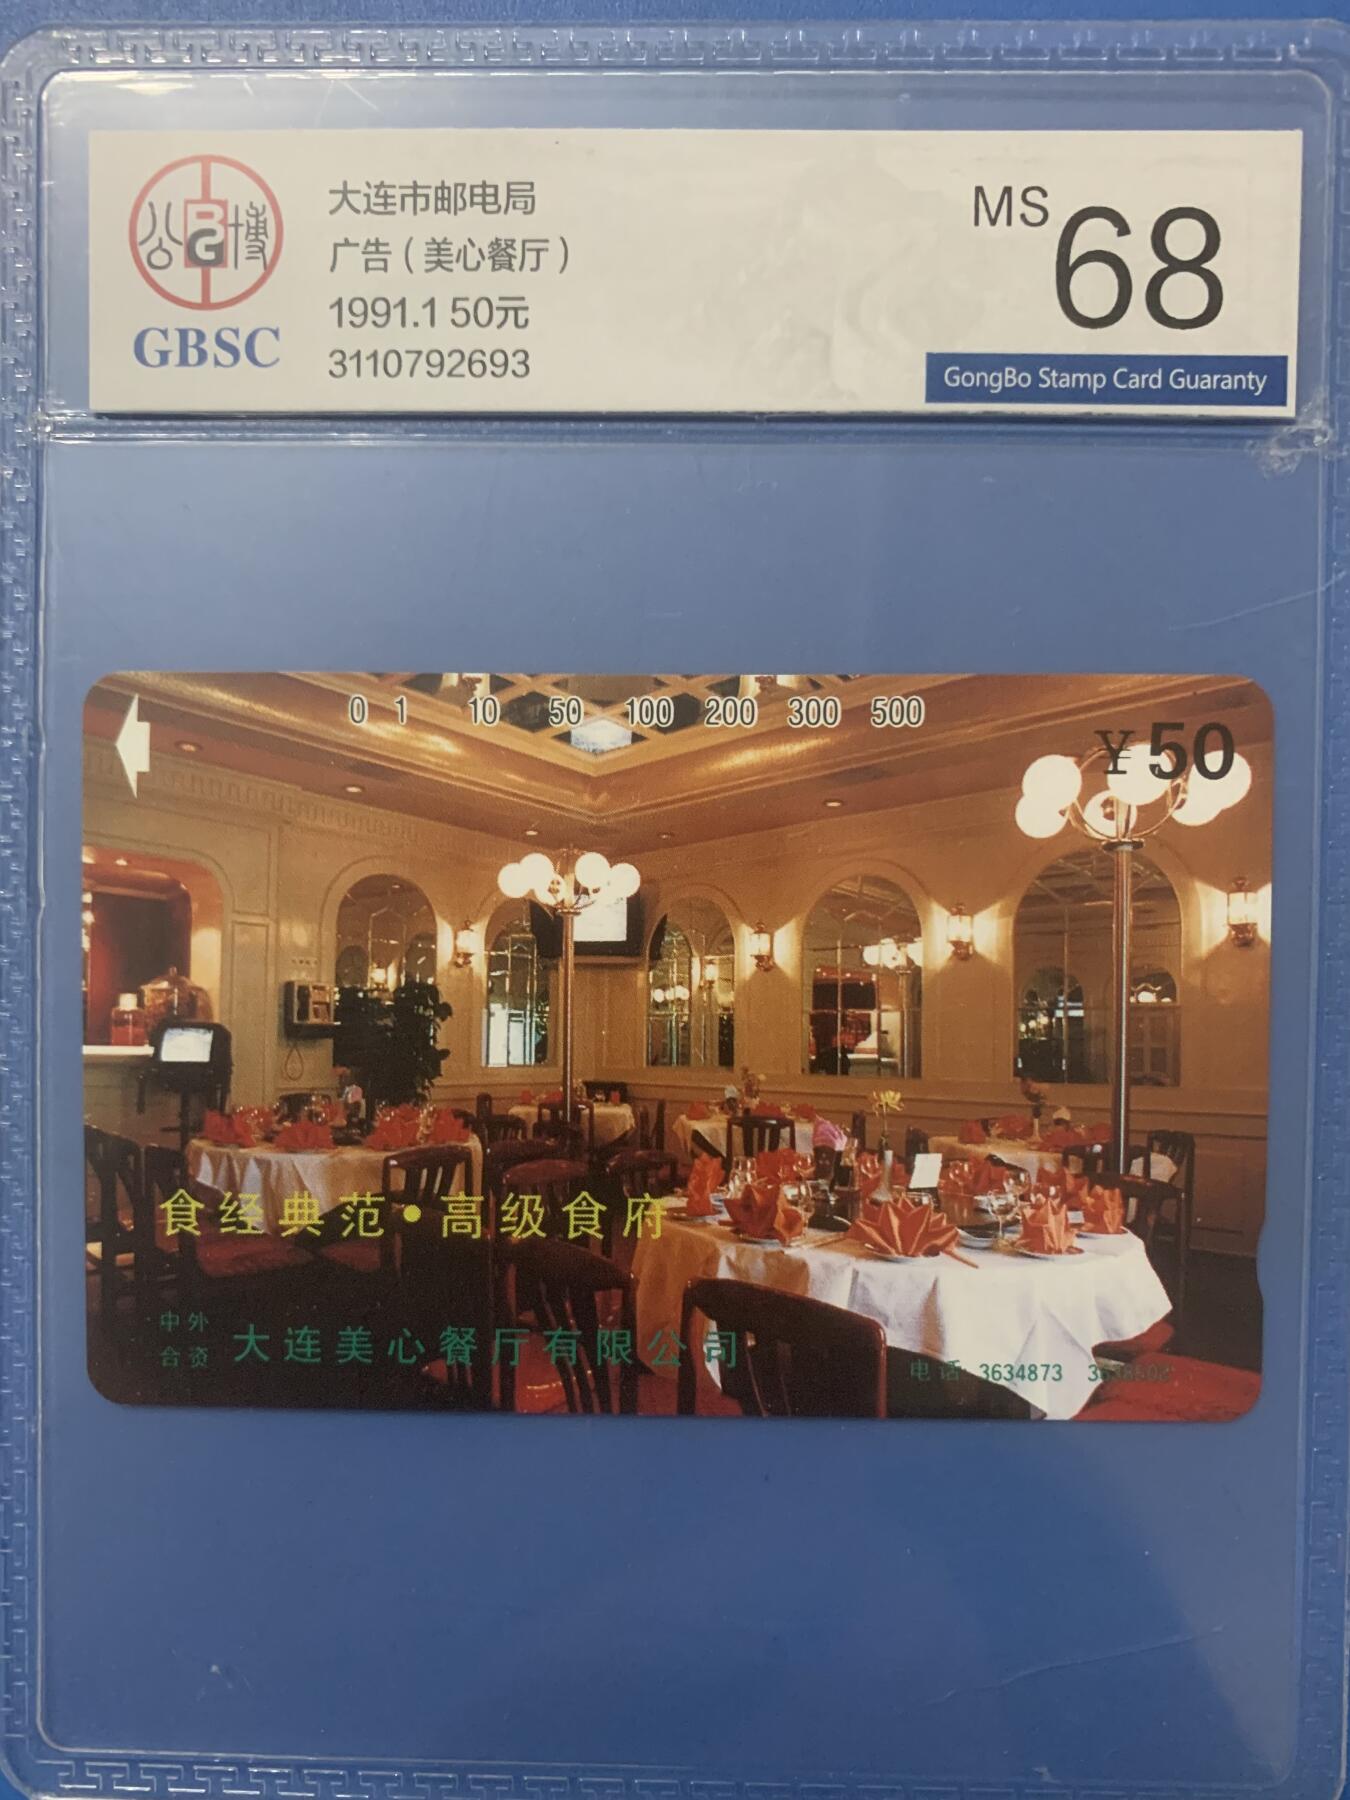 公博
BG
GBSC
大连市邮电局
广告（美心餐厅）
1991.1 50元
3110792693
MS 68
GongBo Stamp Card Guaranty
0 1 10 50 100 200 300 500
¥50
食经典范·高级食府
中外合资 大连美心餐厅有限公司
电话 3634873